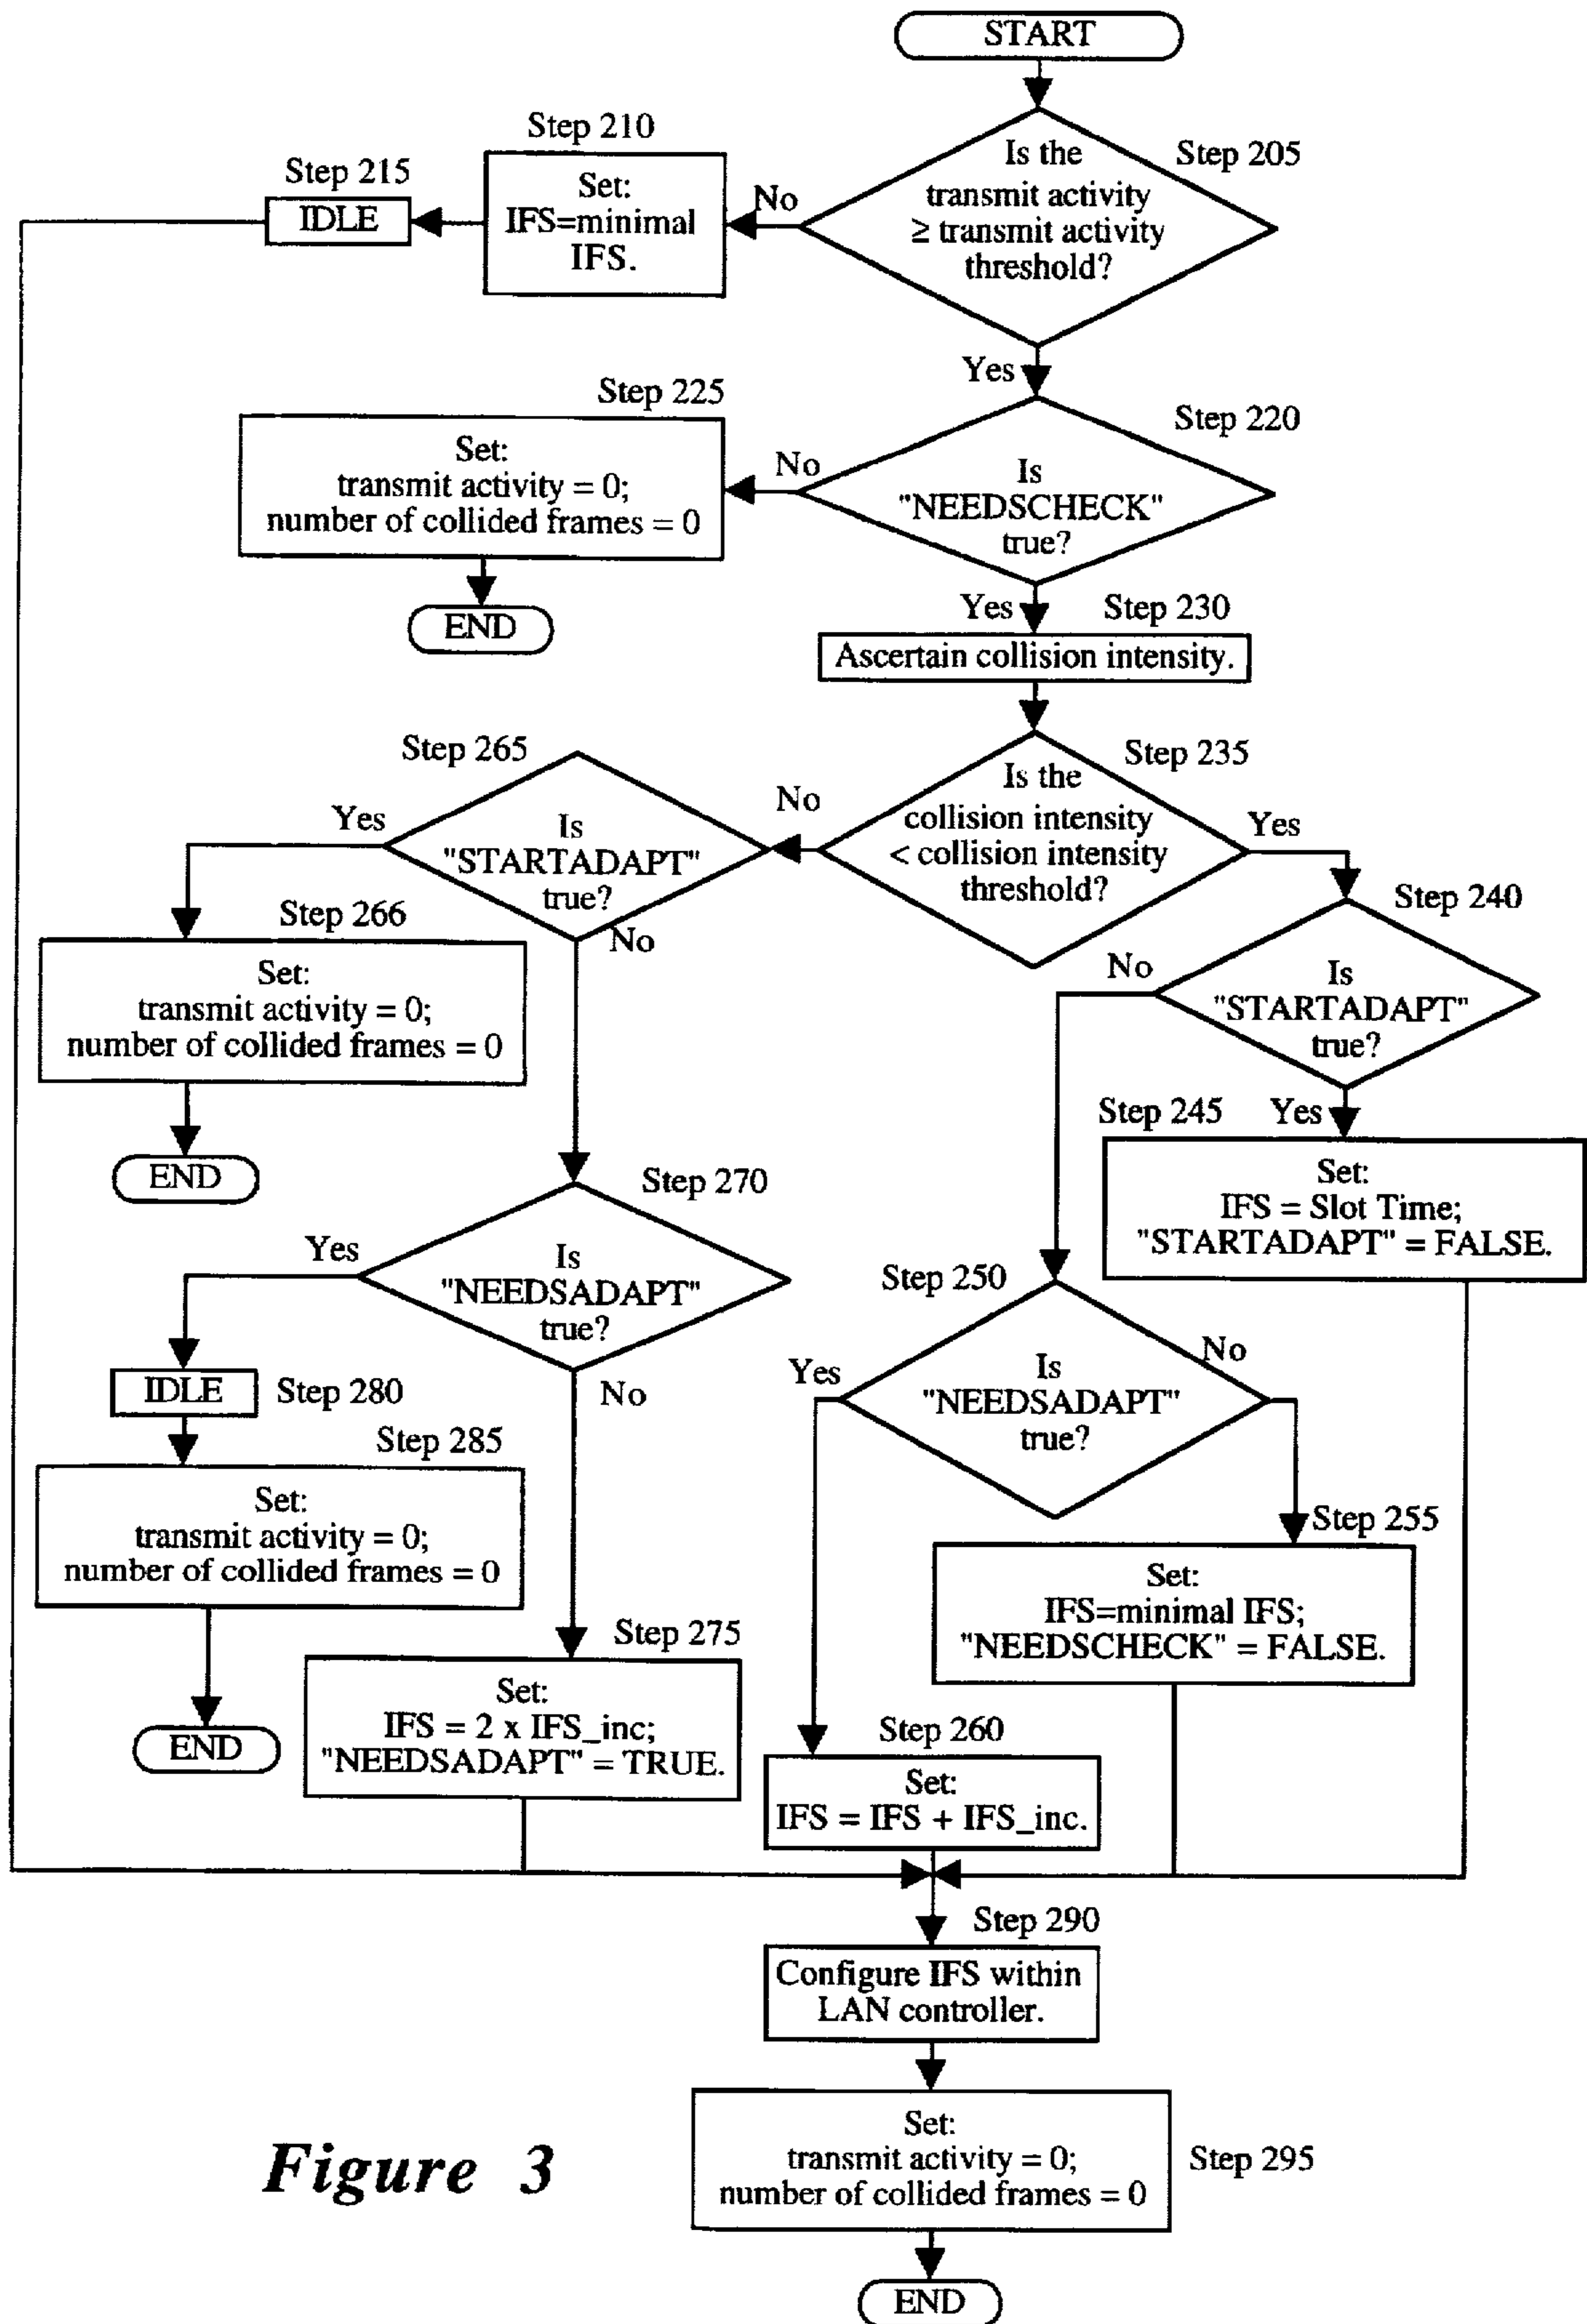 START
Step 205
Is the
transmit activity
≥ transmit activity
threshold?
No
Step 210
Set:
IFS=minimal
IFS.
Step 215
IDLE
Yes
Step 220
Is
"NEEDSCHECK"
true?
No
Step 225
Set:
transmit activity = 0;
number of collided frames = 0
END
Yes
Step 230
Ascertain collision intensity.
Step 235
Is the
collision intensity
< collision intensity
threshold?
No
Yes
Step 265
Is
"STARTADAPT"
true?
Yes
No
Step 266
Set:
transmit activity = 0;
number of collided frames = 0
END
Step 240
Is
"STARTADAPT"
true?
No
Yes
Step 245
Set:
IFS = Slot Time;
"STARTADAPT" = FALSE.
Step 270
Is
"NEEDSADAPT"
true?
Yes
No
IDLE
Step 280
Step 285
Set:
transmit activity = 0;
number of collided frames = 0
END
Step 275
Set:
IFS = 2 x IFS_inc;
"NEEDSADAPT" = TRUE.
Step 250
Is
"NEEDSADAPT"
true?
Yes
No
Step 255
Set:
IFS=minimal IFS;
"NEEDSCHECK" = FALSE.
Step 260
Set:
IFS = IFS + IFS_inc.
Step 290
Configure IFS within
LAN controller.
Step 295
Set:
transmit activity = 0;
number of collided frames = 0
END
Figure 3